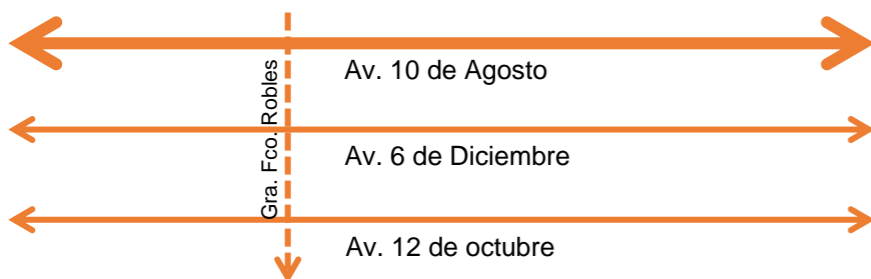 Av. 10 de Agosto
Gra. Fco. Robles
Av. 6 de Diciembre
Av. 12 de octubre